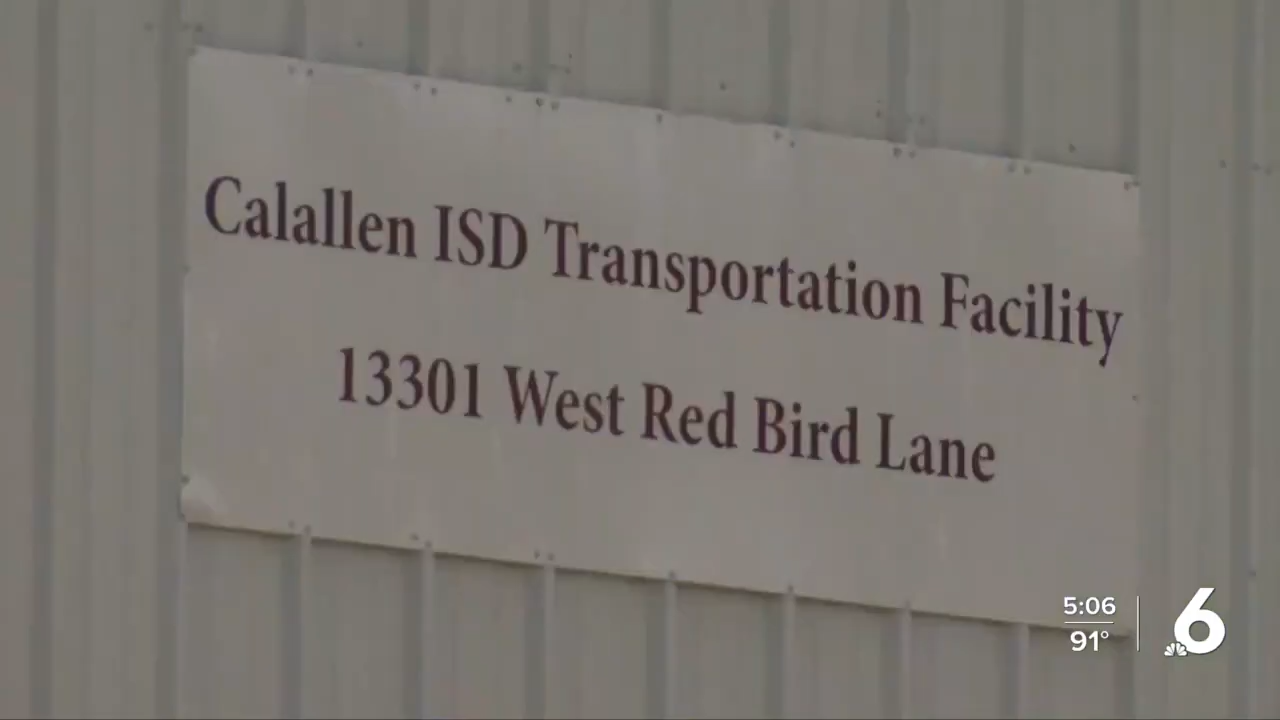 Calallen ISD Transportation Facility
13301 West Red Bird Lane
5:06
91°
6